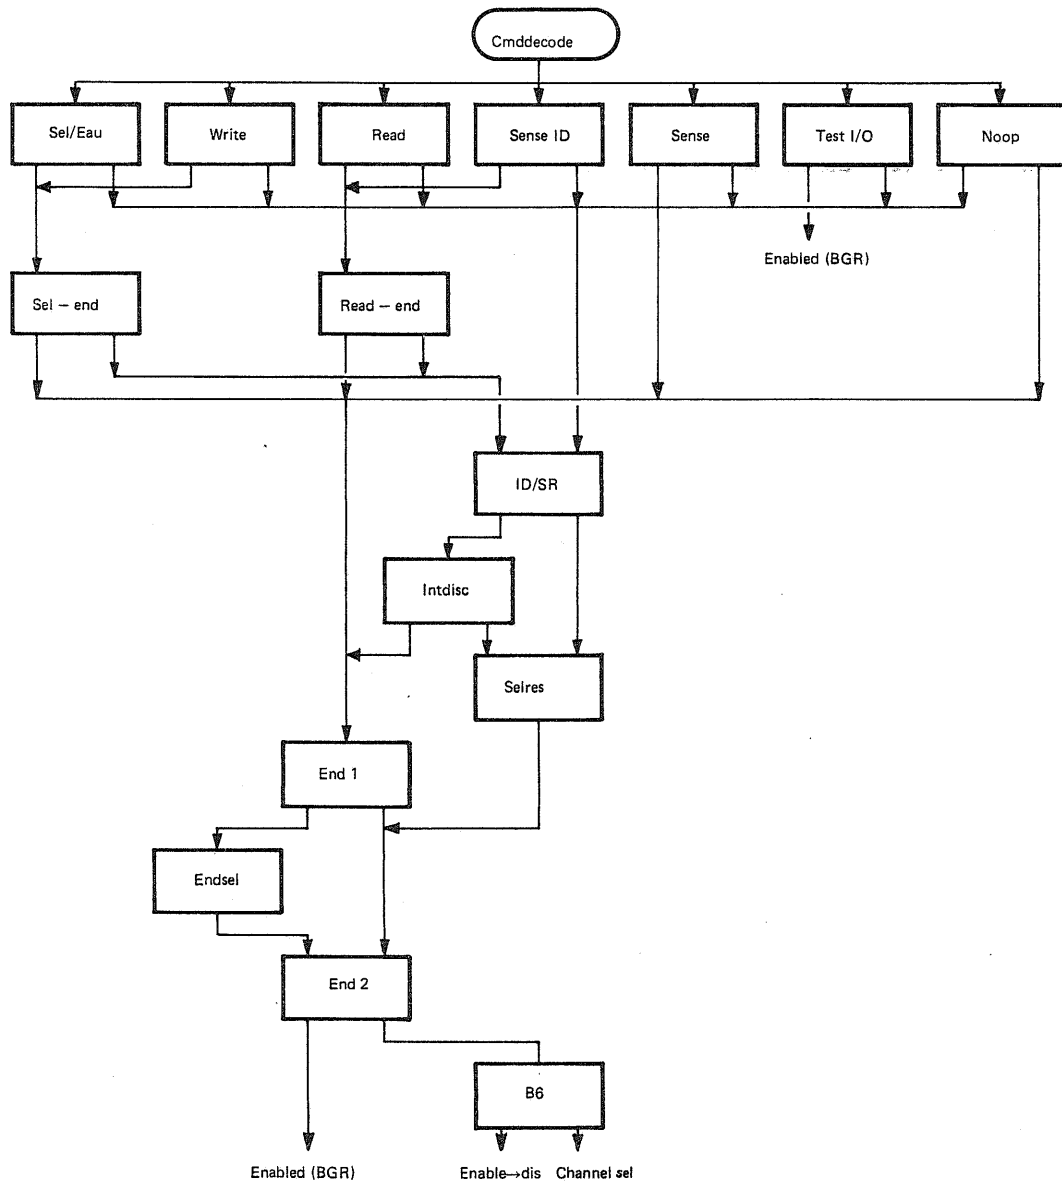 Cmddecode
Sel/Eau
Write
Read
Sense ID
Sense
Test I/O
Noop
Enabled (BGR)
Sel – end
Read – end
ID/SR
Intdisc
Selres
End 1
Endsel
End 2
B6
Enabled (BGR)
Enable→dis
Channel sel